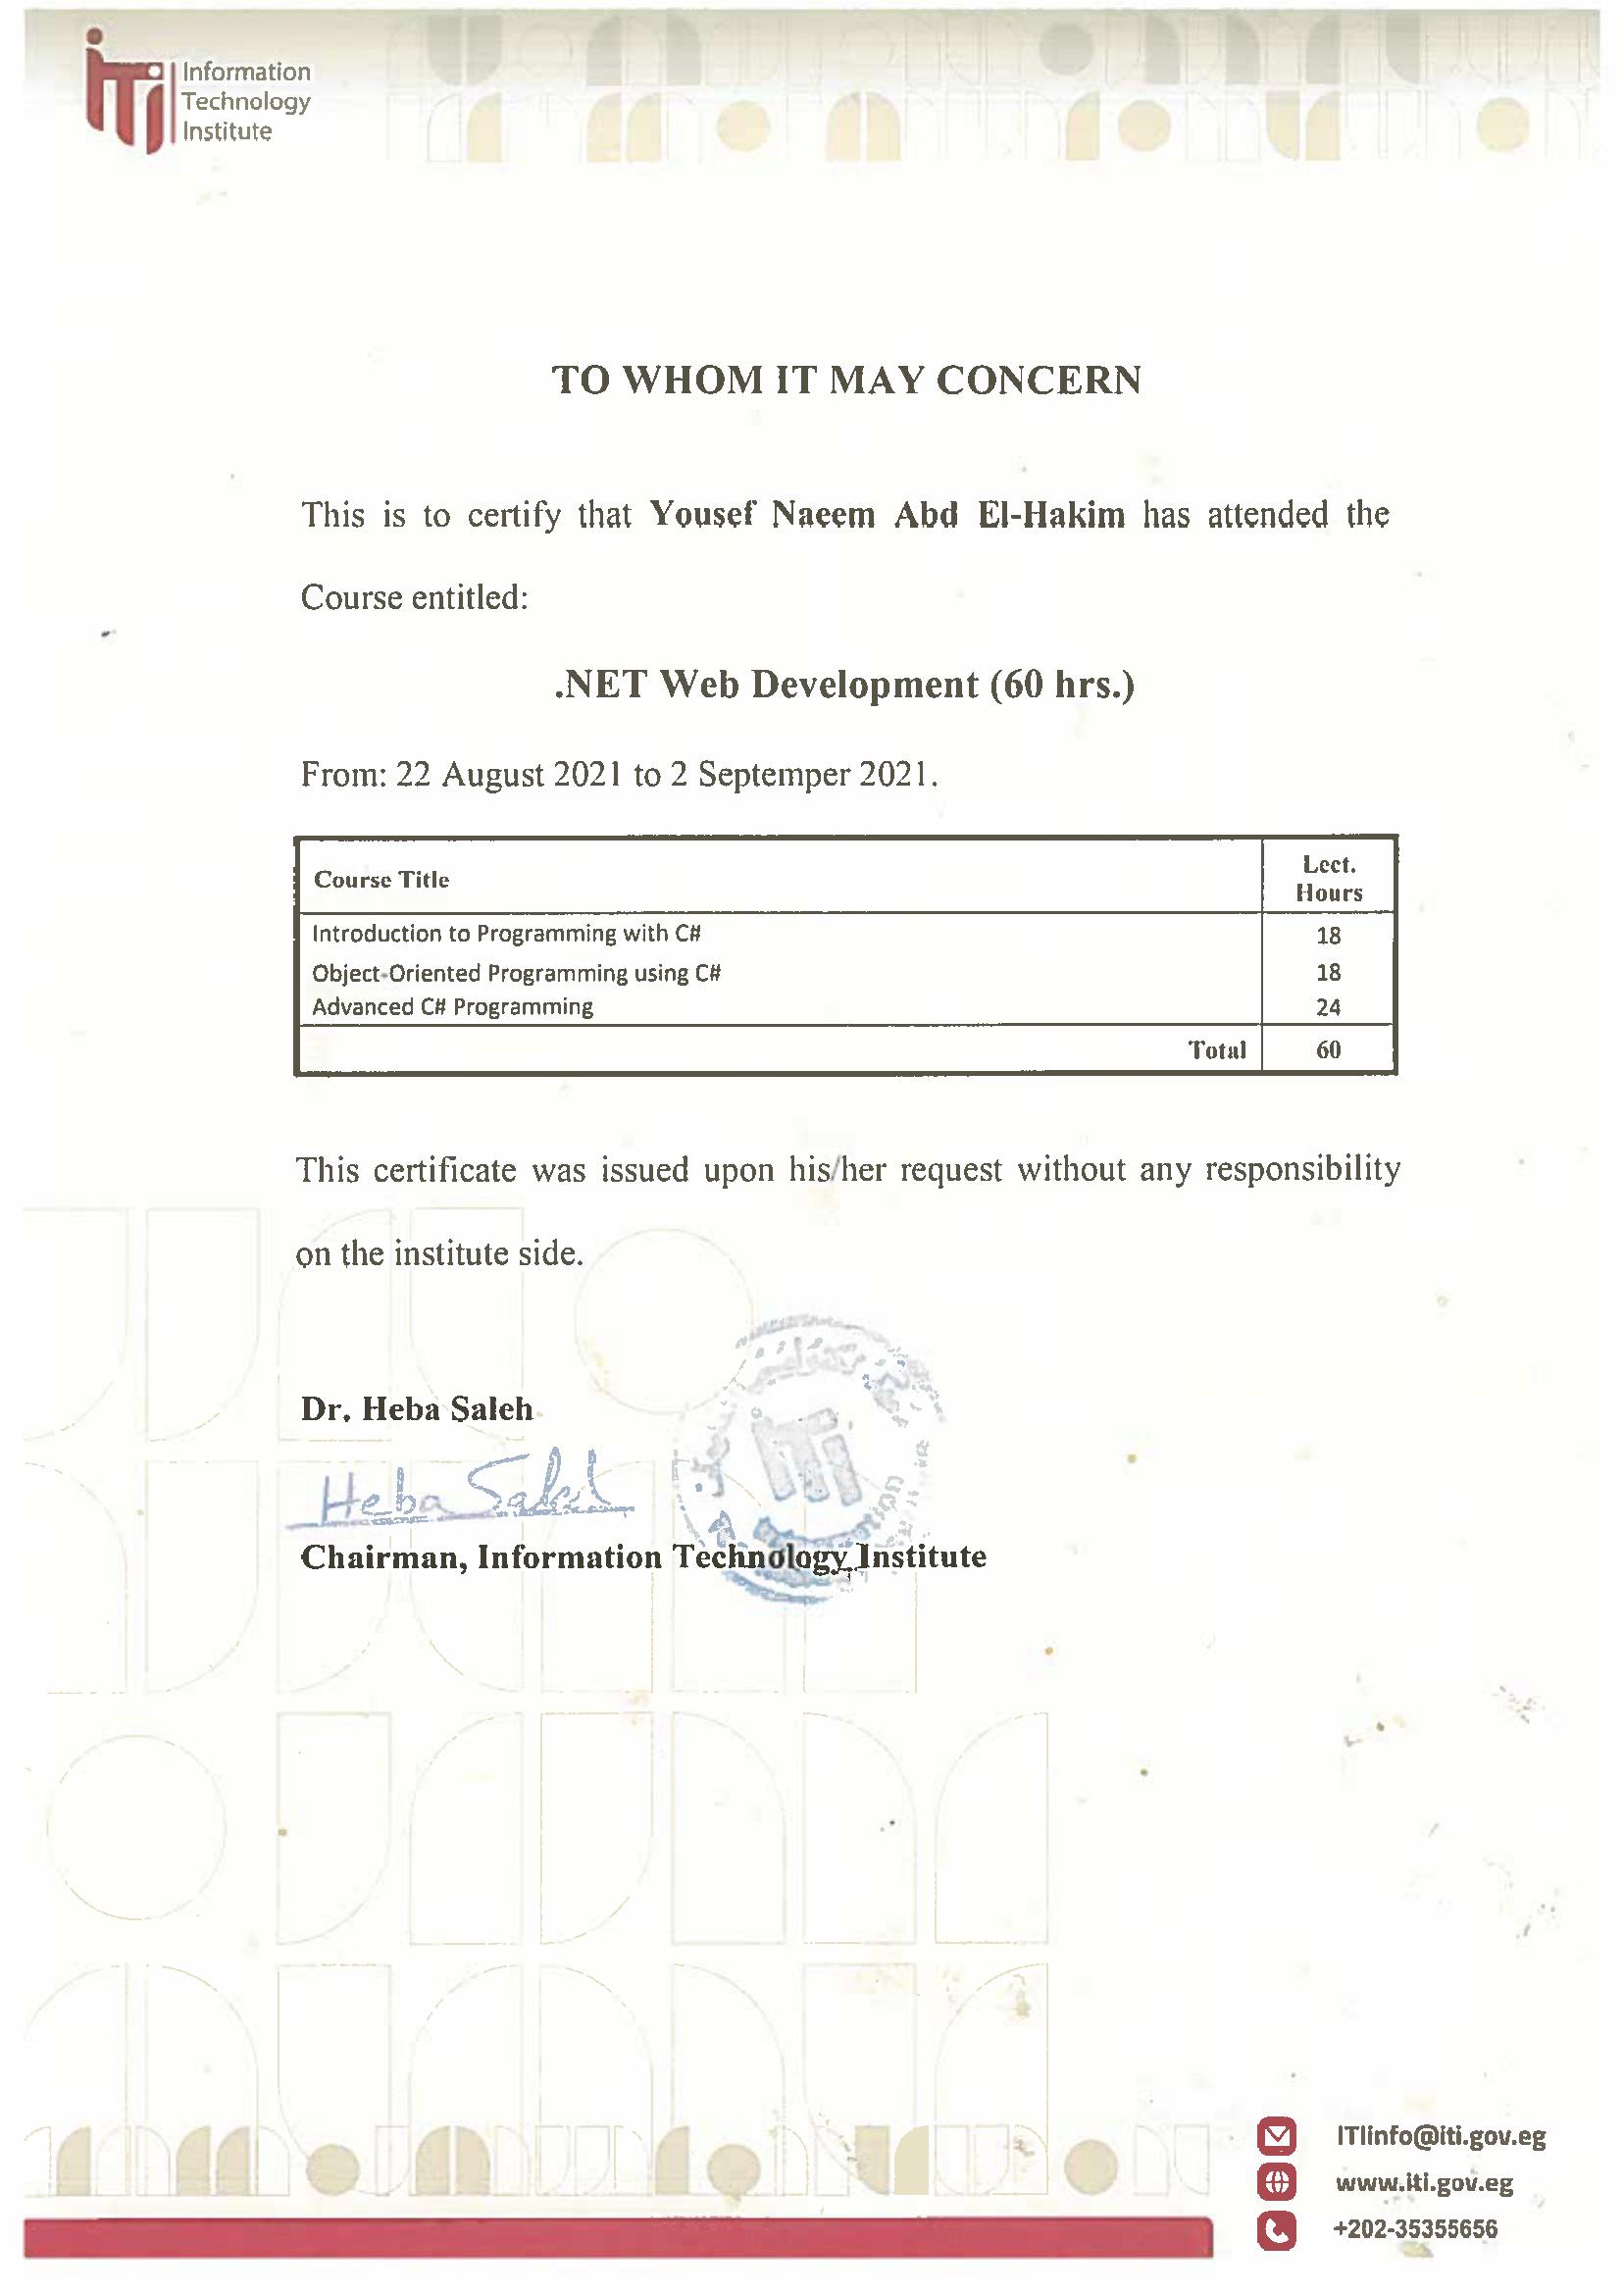 iTi
Information
Technology
Institute
TO WHOM IT MAY CONCERN
This is to certify that Yousef Naeem Abd El-Hakim has attended the
Course entitled:
.NET Web Development (60 hrs.)
From: 22 August 2021 to 2 Septemper 2021.
Course Title Lect. Hours
Introduction to Programming with C# 18
Object-Oriented Programming using C# 18
Advanced C# Programming 24
Total 60
This certificate was issued upon his/her request without any responsibility
on the institute side.
Dr. Heba Saleh
Heba Saleh
iTi
Chairman, Information Technology Institute
ITIinfo@iti.gov.eg
www.iti.gov.eg
+202-35355656